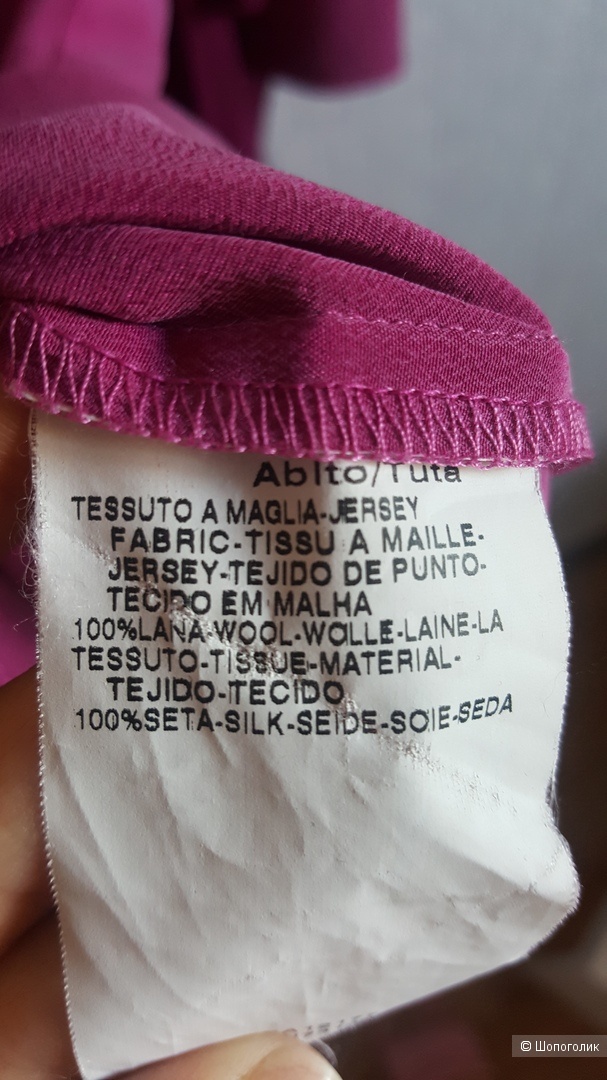 Abito/Tuta
TESSUTO A MAGLIA-JERSEY
FABRIC-TISSU A MAILLE-
JERSEY-TEJIDO DE PUNTO-
TECIDO EM MALHA
100%LANA-WOOL-WOLLE-LAINE-LA
TESSUTO-TISSUE-MATERIAL-
TEJIDO-TECIDO
100%SETA-SILK-SEIDE-SOIE-SEDA
© Шопоголик